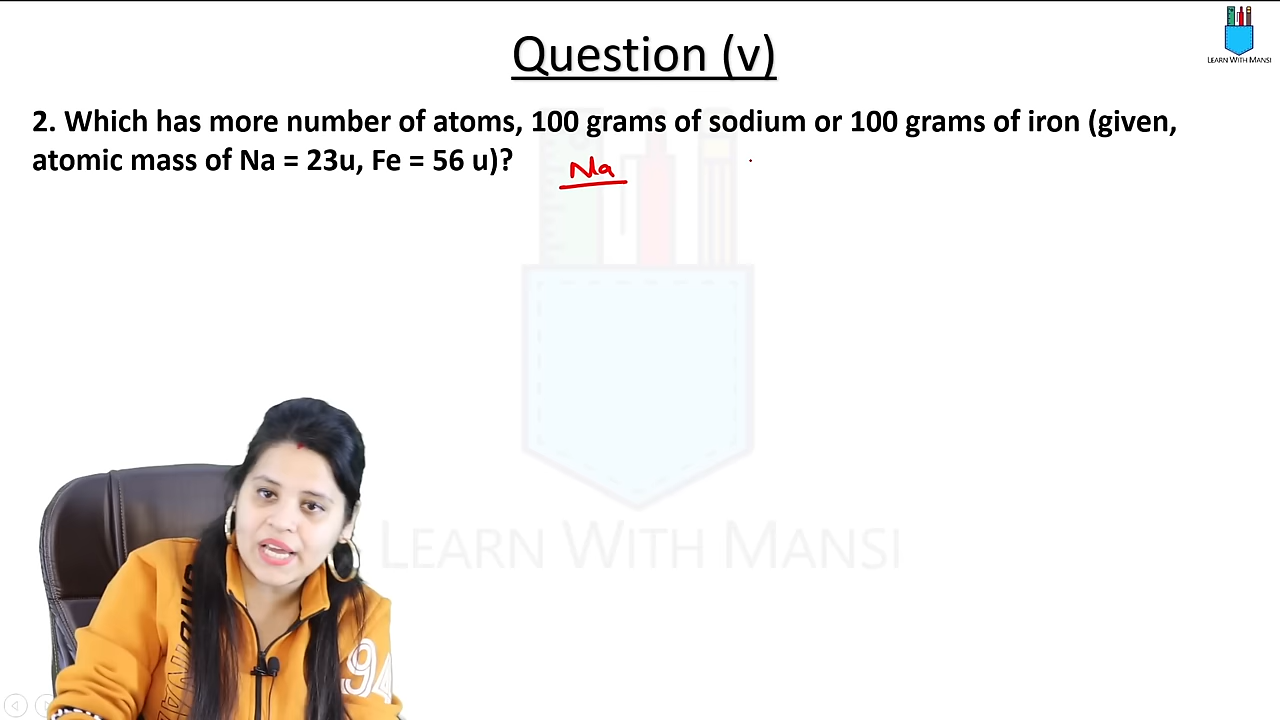 Question (v)
LEARN WITH MANSI
2. Which has more number of atoms, 100 grams of sodium or 100 grams of iron (given,
atomic mass of Na = 23u, Fe = 56 u)?
Na
LEARN WITH MANSI
94